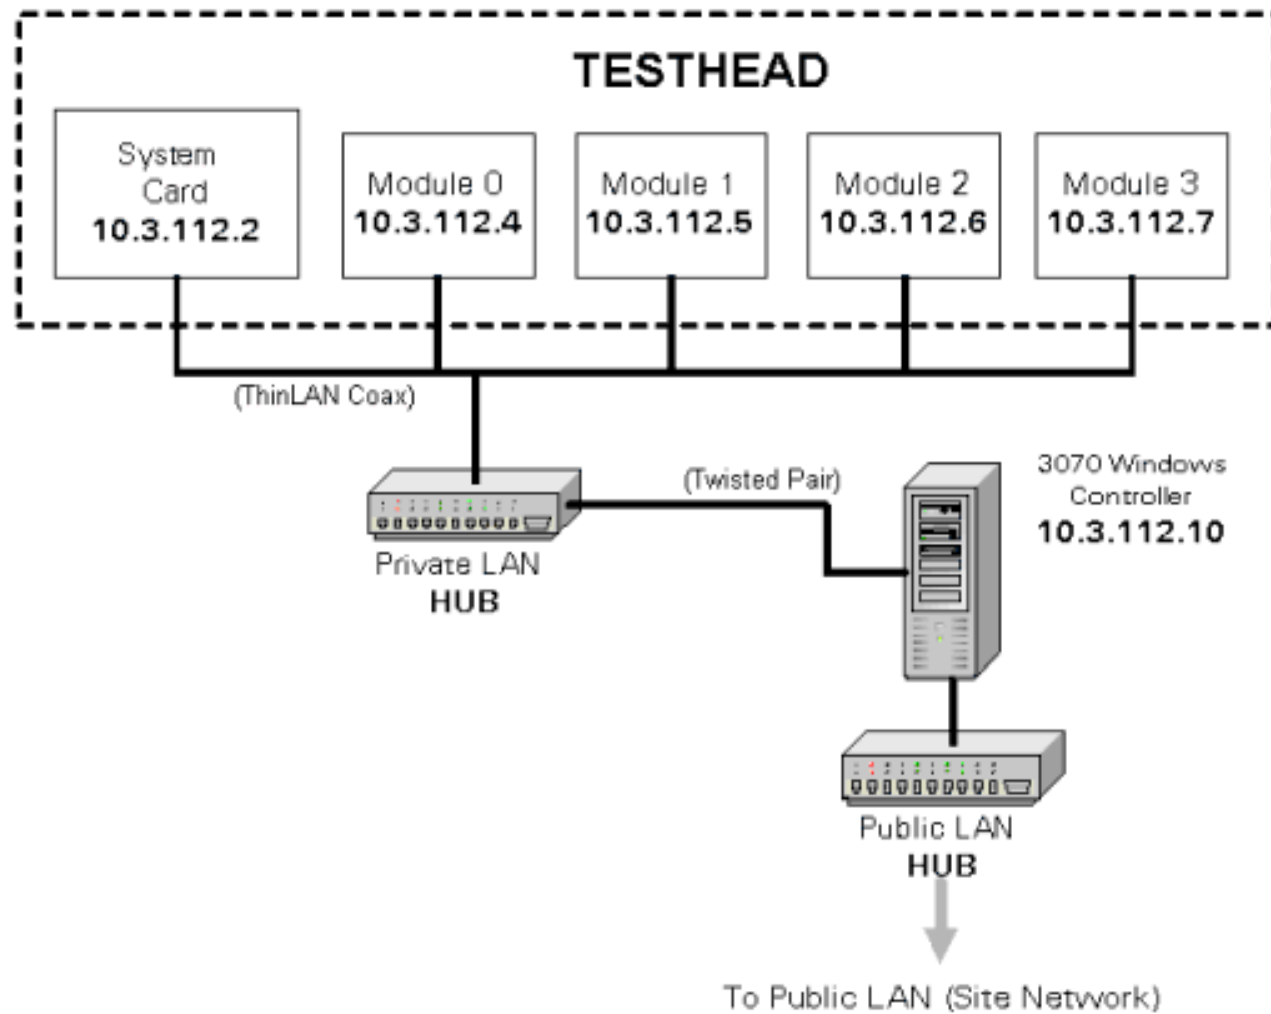 TESTHEAD
System
Card
10.3.112.2
Module 0
10.3.112.4
Module 1
10.3.112.5
Module 2
10.3.112.6
Module 3
10.3.112.7
(ThinLAN Coax)
(Twisted Pair)
3070 Windows
Controller
10.3.112.10
Private LAN
HUB
Public LAN
HUB
To Public LAN (Site Network)